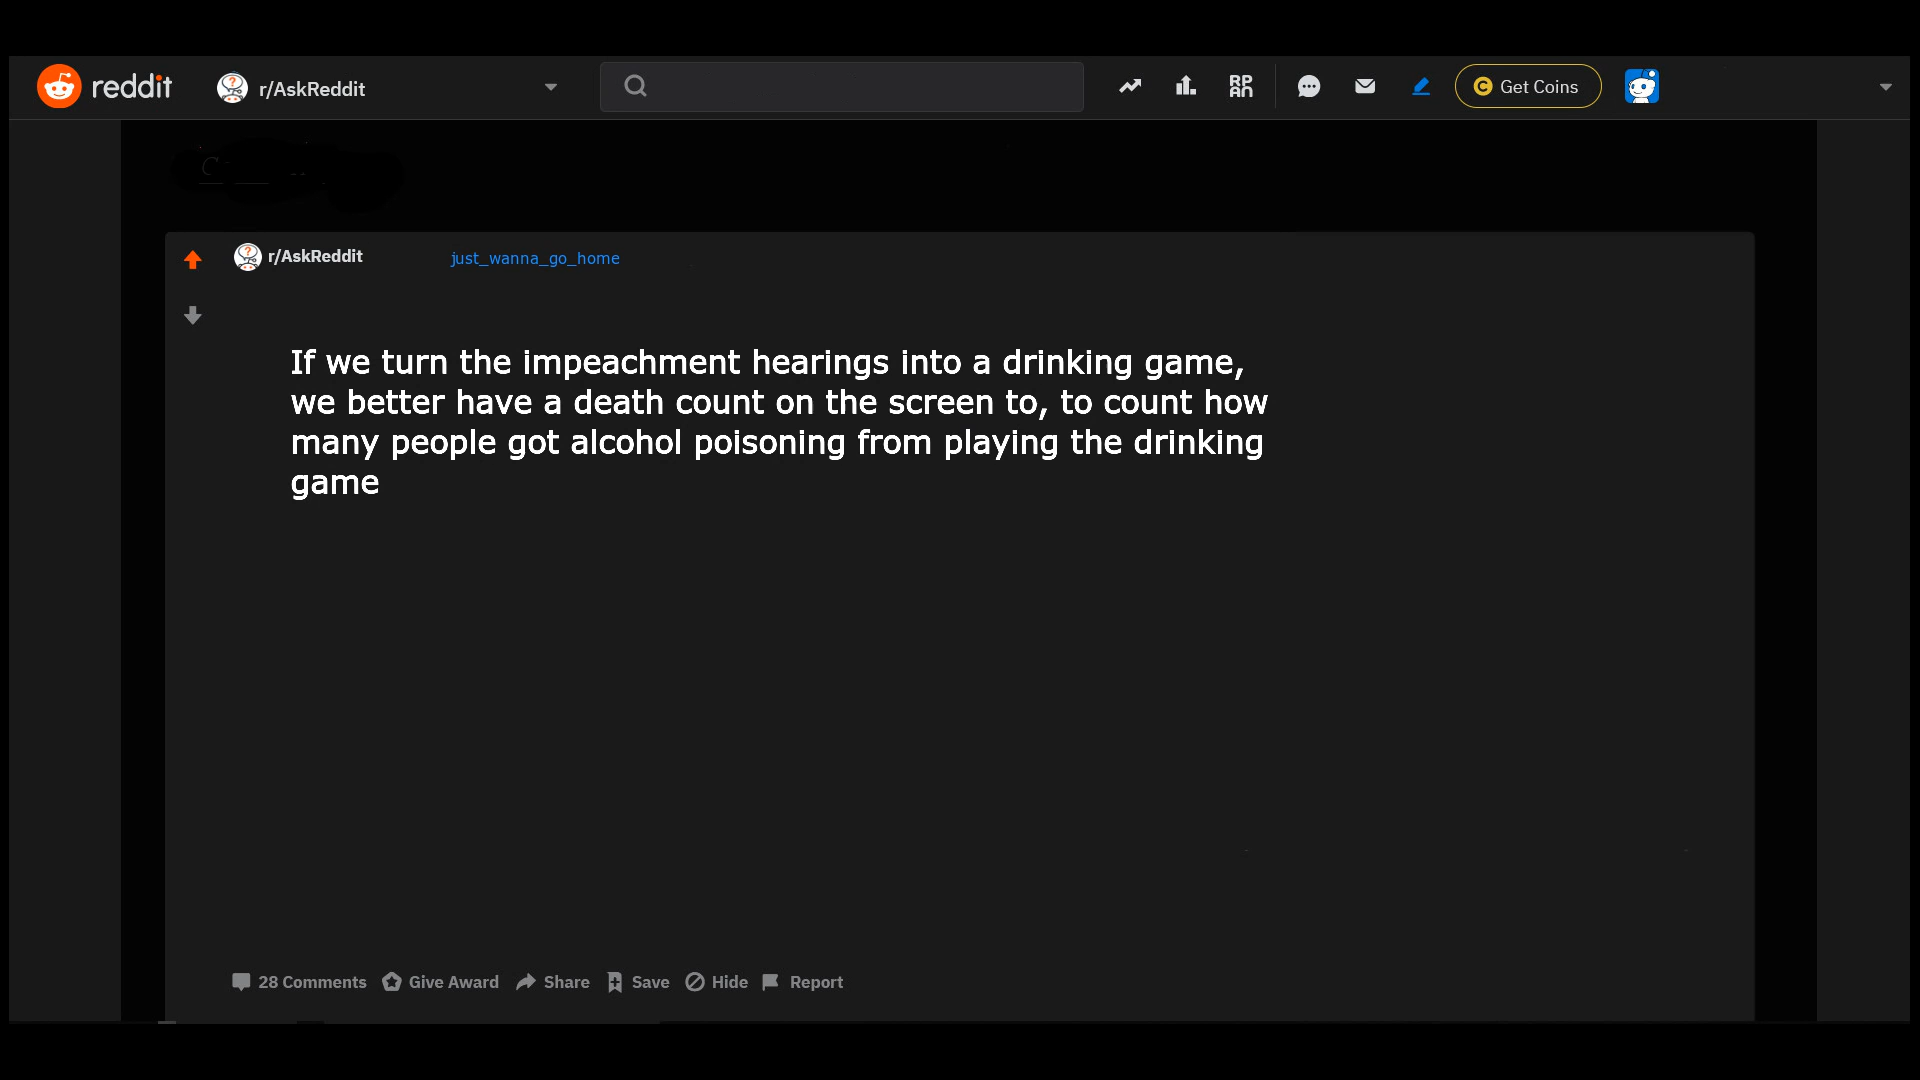 reddit r/AskReddit RPAN Get Coins
r/AskReddit just_wanna_go_home
If we turn the impeachment hearings into a drinking game,
we better have a death count on the screen to, to count how
many people got alcohol poisoning from playing the drinking
game
28 Comments Give Award Share Save Hide Report